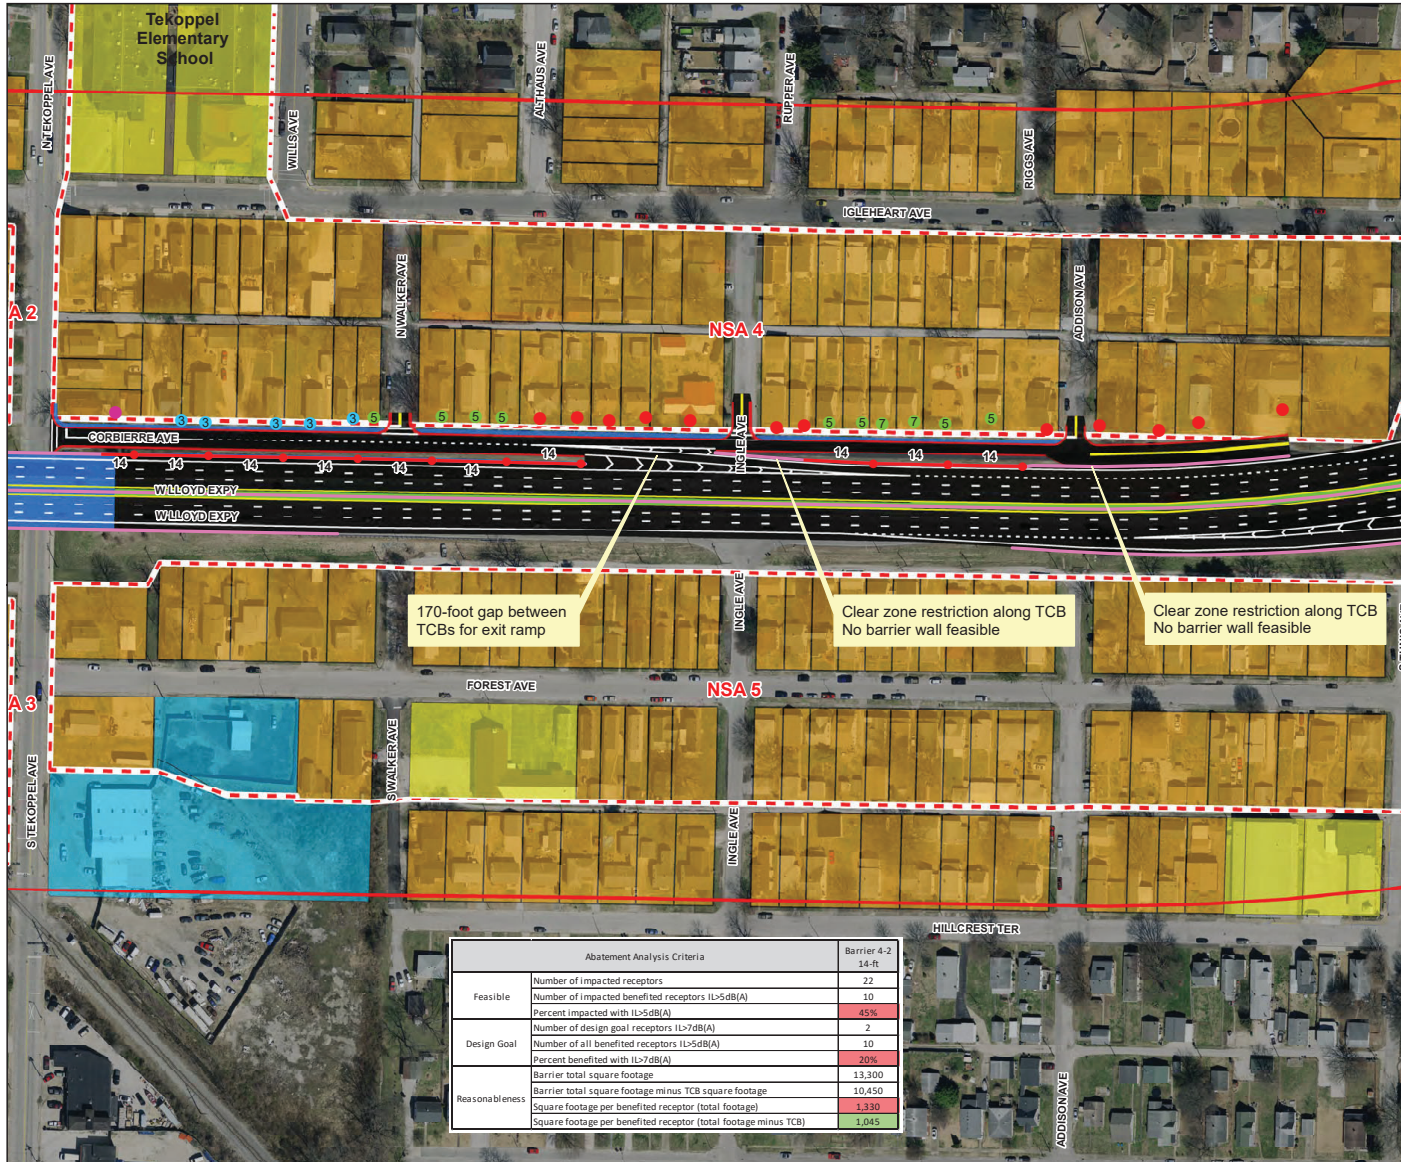 Tekoppel
Elementary
School
N TEKOPPEL AVE
WILLS AVE
ALTHAUS AVE
RUPPER AVE
RIGGS AVE
IGLEHEART AVE
N WALKER AVE
ADDISON AVE
A 2
NSA 4
3
3
3
3
3
5
5
5
5
5
5
7
7
5
5
CORBIERRE AVE
INGLE AVE
14
14
14
14
14
14
14
14
14
14
14
W LLOYD EXPY
W LLOYD EXPY
170-foot gap between
TCBs for exit ramp
INGLE AVE
Clear zone restriction along TCB
No barrier wall feasible
Clear zone restriction along TCB
No barrier wall feasible
FOREST AVE
NSA 5
A 3
S WALKER AVE
S TEKOPPEL AVE
INGLE AVE
HILLCREST TER
ADDISON AVE
Abatement Analysis Criteria
Barrier 4-2
14-ft
Feasible
Number of impacted receptors 22
Number of impacted benefited receptors IL>5dB(A) 10
Percent impacted with IL>5dB(A) 45%
Design Goal
Number of design goal receptors IL>7dB(A) 2
Number of all benefited receptors IL>5dB(A) 10
Percent benefited with IL>7dB(A) 20%
Reasonableness
Barrier total square footage 13,300
Barrier total square footage minus TCB square footage 10,450
Square footage per benefited receptor (total footage) 1,330
Square footage per benefited receptor (total footage minus TCB) 1,045